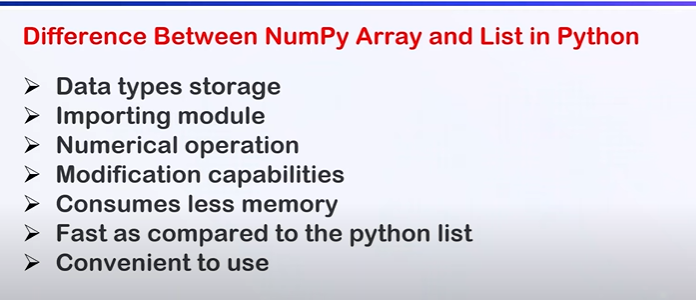 Difference Between NumPy Array and List in Python
➢ Data types storage
➢ Importing module
➢ Numerical operation
➢ Modification capabilities
➢ Consumes less memory
➢ Fast as compared to the python list
➢ Convenient to use